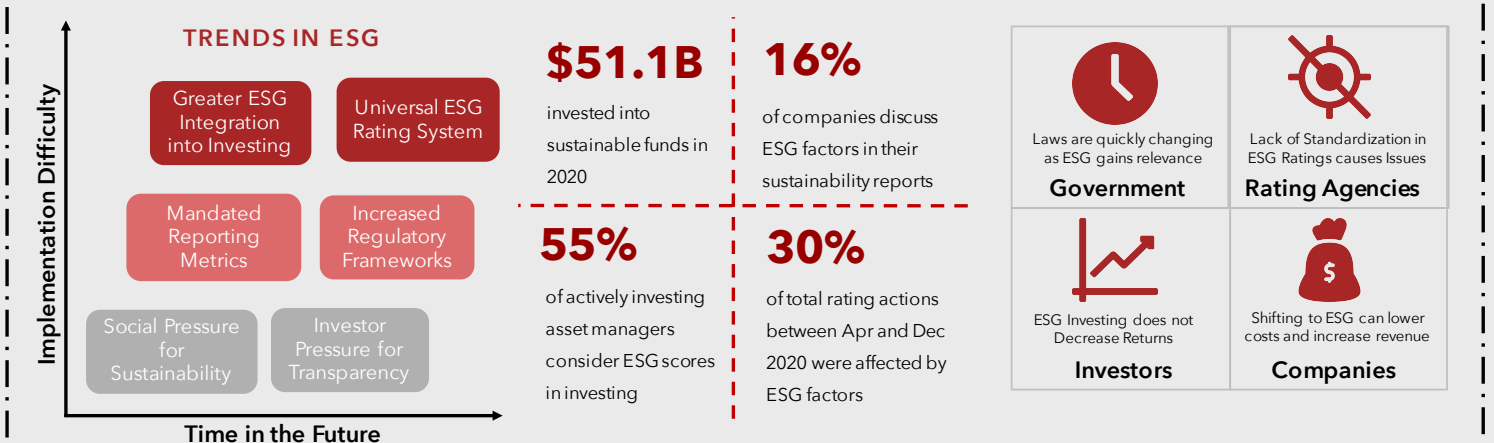 TRENDS IN ESG
Implementation Difficulty
Greater ESG
Integration
into Investing
Universal ESG
Rating System
Mandated
Reporting
Metrics
Increased
Regulatory
Frameworks
Social Pressure
for
Sustainability
Investor
Pressure for
Transparency
Time in the Future
$51.1B
invested into
sustainable funds in
2020
16%
of companies discuss
ESG factors in their
sustainability reports
55%
of actively investing
asset managers
consider ESG scores
in investing
30%
of total rating actions
between Apr and Dec
2020 were affected by
ESG factors
Laws are quickly changing
as ESG gains relevance
Government
Lack of Standardization in
ESG Ratings causes Issues
Rating Agencies
ESG Investing does not
Decrease Returns
Investors
$
Shifting to ESG can lower
costs and increase revenue
Companies